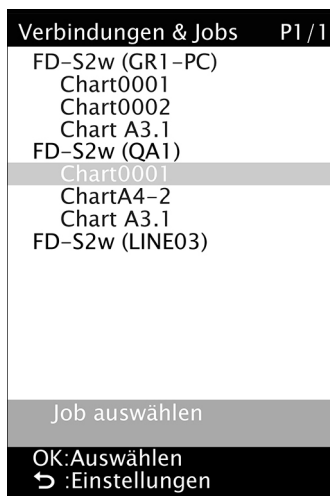 Verbindungen & Jobs P1/1
FD-S2w (GR1-PC)
Chart0001
Chart0002
Chart A3.1
FD-S2w (QA1)
Chart0001
ChartA4-2
Chart A3.1
FD-S2w (LINE03)
Job auswählen
OK:Auswählen
⮌ :Einstellungen